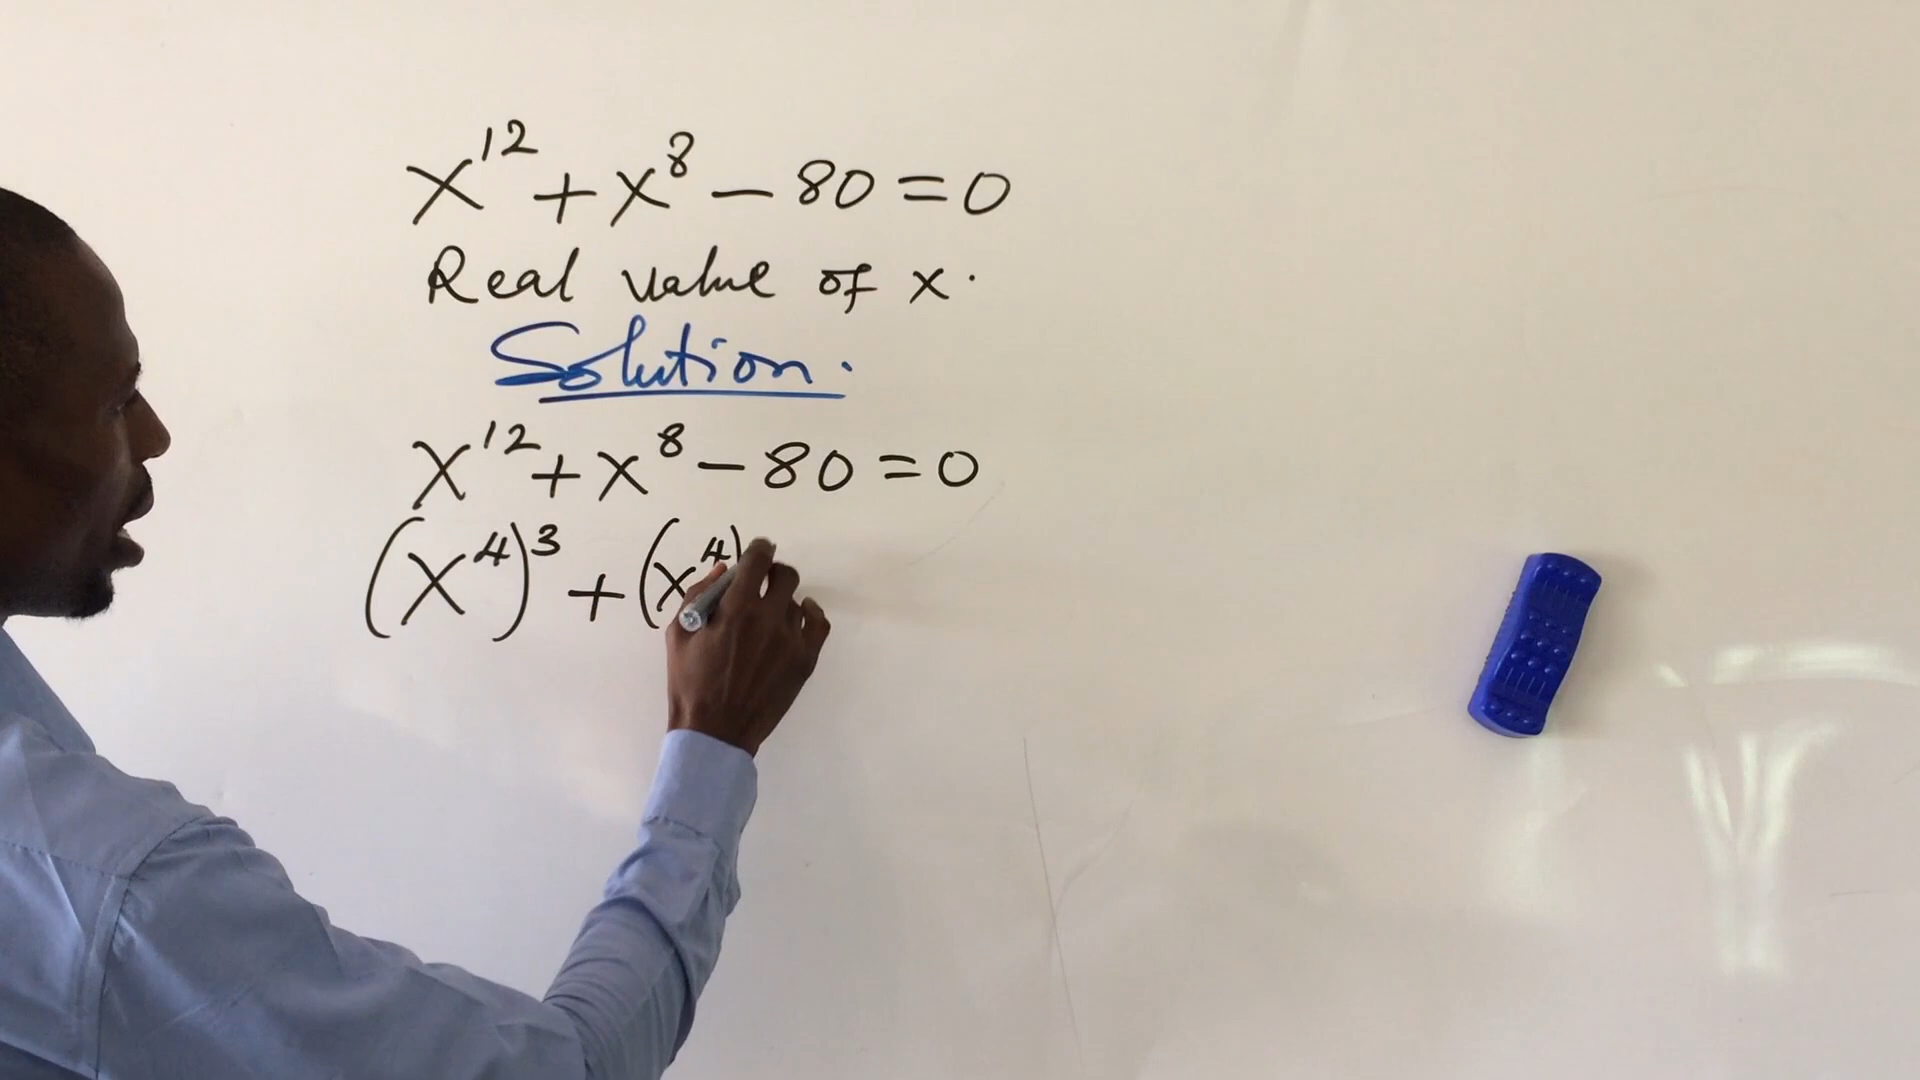 x¹² + x⁸ − 80 = 0
Real value of x.
Solution.
x¹² + x⁸ − 80 = 0
(x⁴)³ + (x⁴)